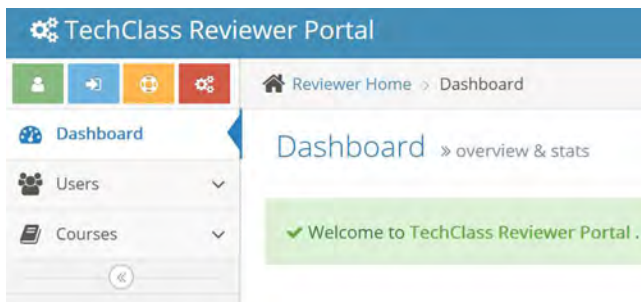 TechClass Reviewer Portal
Reviewer Home > Dashboard
Dashboard
Dashboard » overview & stats
Users
Courses
Welcome to TechClass Reviewer Portal .